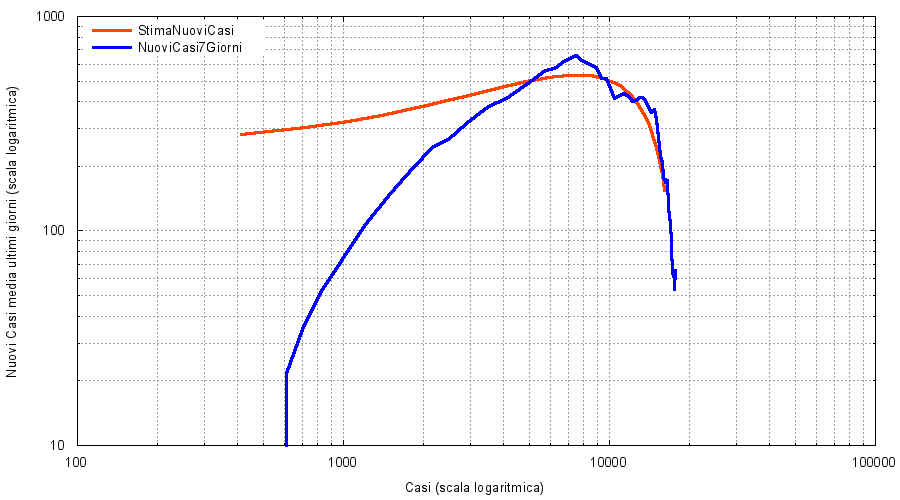 1000
StimaNuoviCasi
NuoviCasi7Giorni
Nuovi Casi media ultimi giorni (scala logaritmica)
100
10
100
1000
10000
100000
Casi (scala logaritmica)